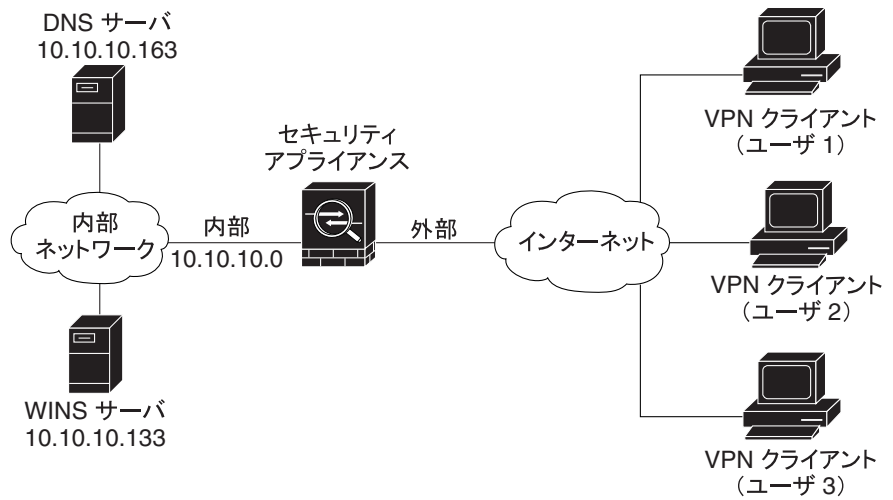 DNS サーバ
10.10.10.163
セキュリティ
アプライアンス
内部
ネットワーク
内部
10.10.10.0
外部
インターネット
WINS サーバ
10.10.10.133
VPN クライアント
（ユーザ 1）
VPN クライアント
（ユーザ 2）
VPN クライアント
（ユーザ 3）